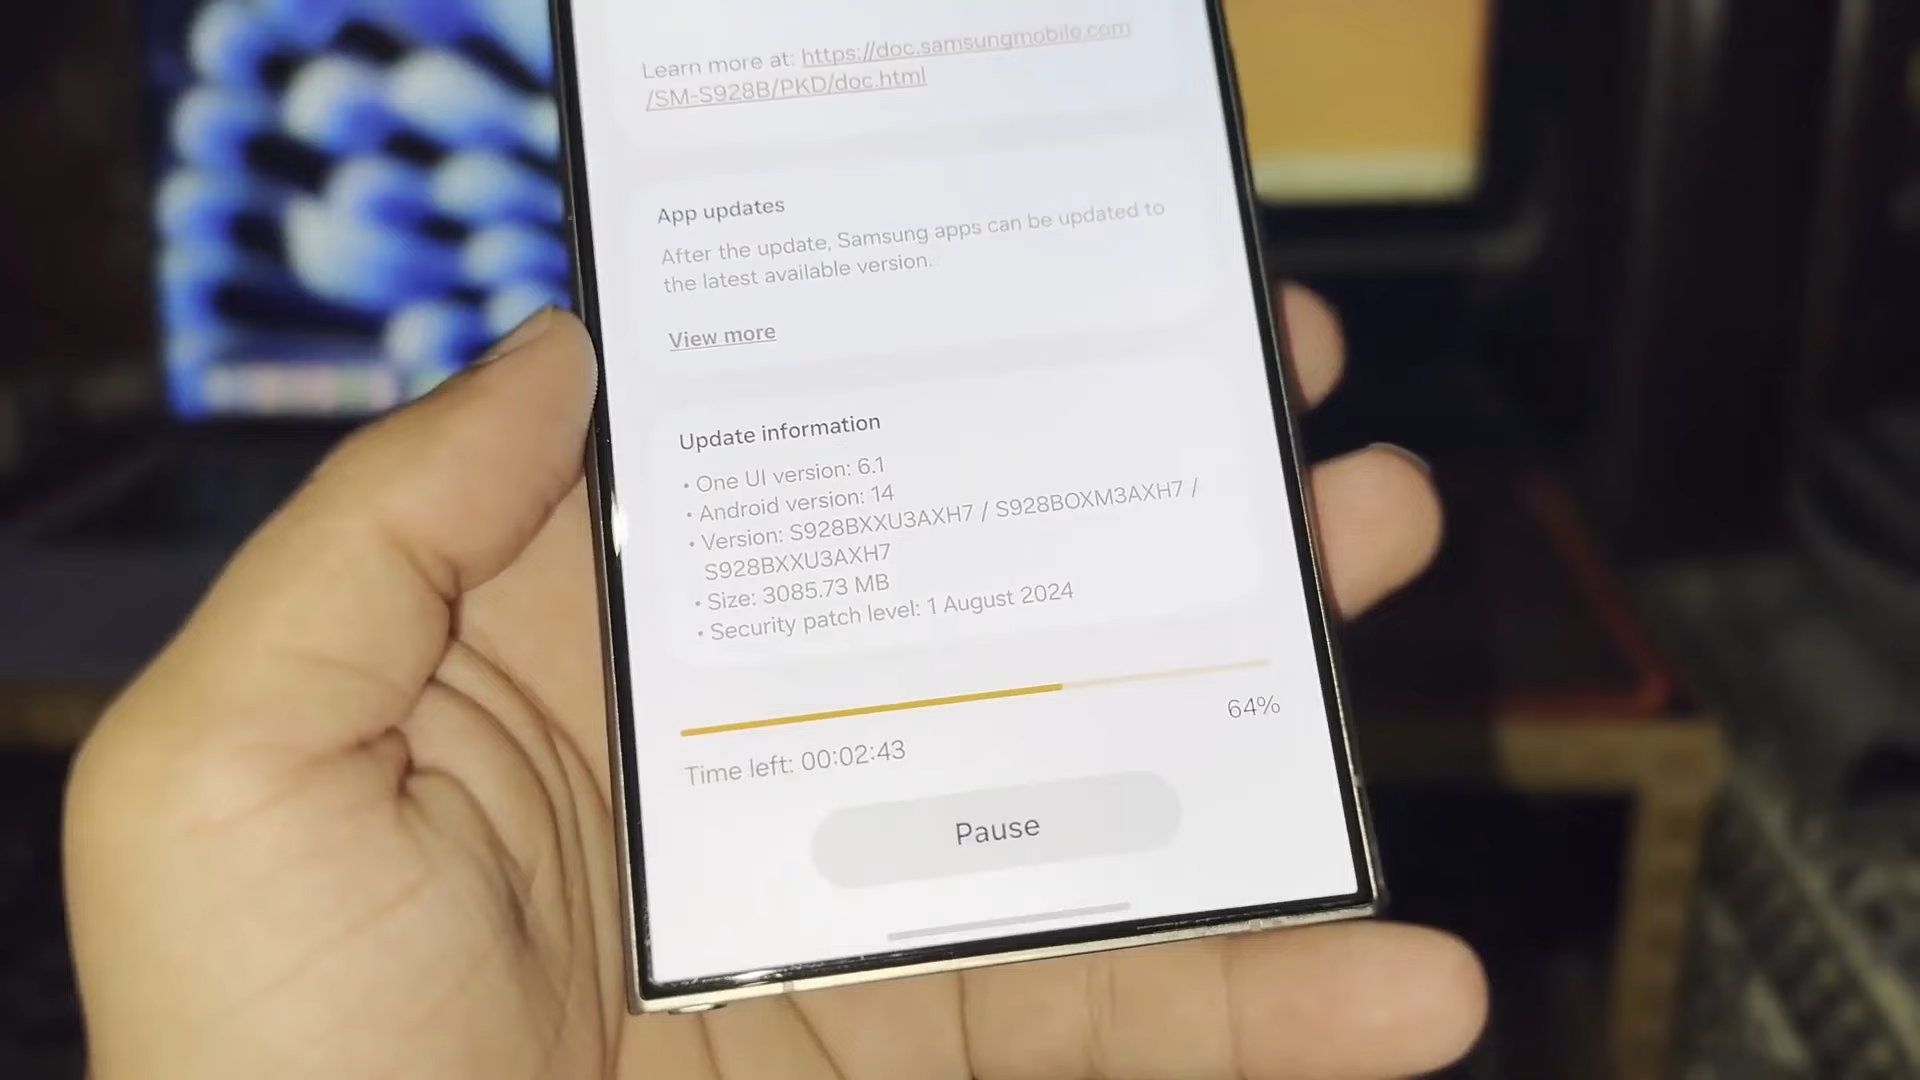 Learn more at: https://doc.samsungmobile.com
/SM-S928B/PKD/doc.html
App updates
After the update, Samsung apps can be updated to
the latest available version.
View more
Update information
• One UI version: 6.1
• Android version: 14
• Version: S928BXXU3AXH7 / S928BOXM3AXH7 /
S928BXXU3AXH7
• Size: 3085.73 MB
• Security patch level: 1 August 2024
64%
Time left: 00:02:43
Pause